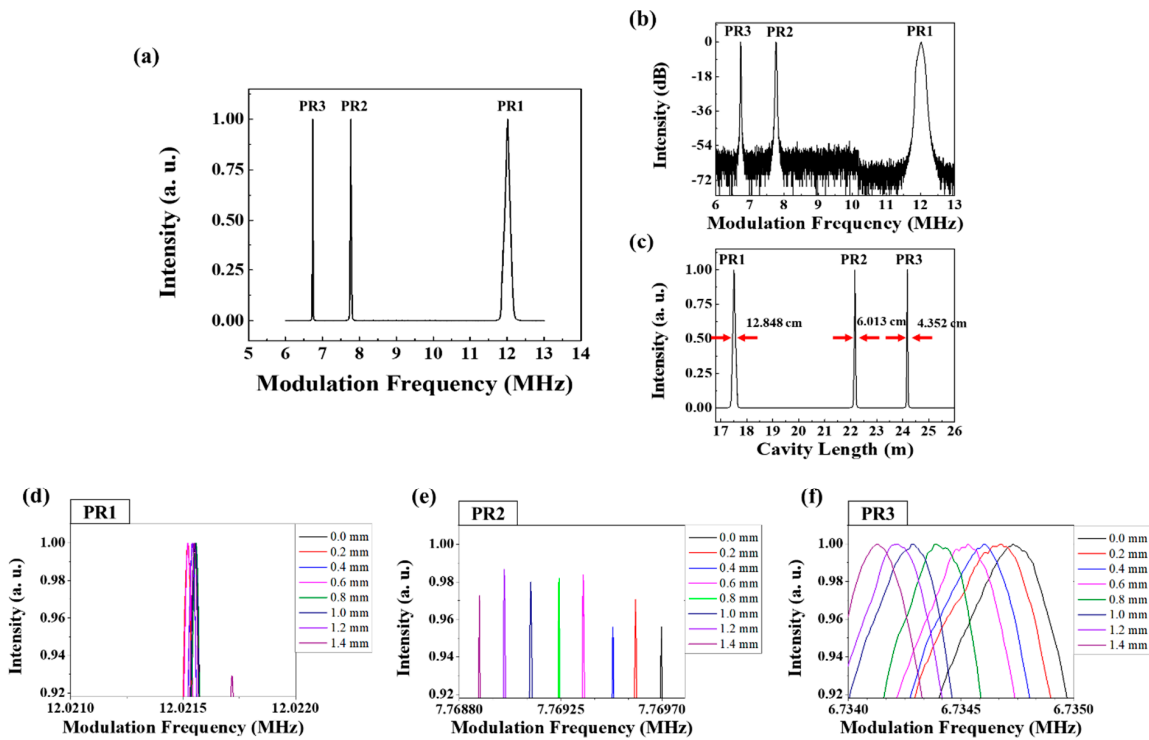 (a)
PR3 PR2 PR1
1.00
0.75
0.50
0.25
0.00
Intensity (a. u.)
5 6 7 8 9 10 11 12 13 14
Modulation Frequency (MHz)
(b)
PR3 PR2 PR1
0
-18
-36
-54
-72
Intensity (dB)
6 7 8 9 10 11 12 13
Modulation Frequency (MHz)
(c)
PR1 PR2 PR3
1.00
0.75
0.50
0.25
0.00
12.848 cm 6.013 cm 4.352 cm
Intensity (a. u.)
17 18 19 20 21 22 23 24 25 26
Cavity Length (m)
(d)
PR1
1.00
0.98
0.96
0.94
0.92
Intensity (a. u.)
0.0 mm
0.2 mm
0.4 mm
0.6 mm
0.8 mm
1.0 mm
1.2 mm
1.4 mm
12.0210 12.0215 12.0220
Modulation Frequency (MHz)
(e)
PR2
1.00
0.98
0.96
0.94
0.92
Intensity (a. u.)
0.0 mm
0.2 mm
0.4 mm
0.6 mm
0.8 mm
1.0 mm
1.2 mm
1.4 mm
7.76880 7.76925 7.76970
Modulation Frequency (MHz)
(f)
PR3
1.00
0.98
0.96
0.94
0.92
Intensity (a. u.)
0.0 mm
0.2 mm
0.4 mm
0.6 mm
0.8 mm
1.0 mm
1.2 mm
1.4 mm
6.7340 6.7345 6.7350
Modulation Frequency (MHz)